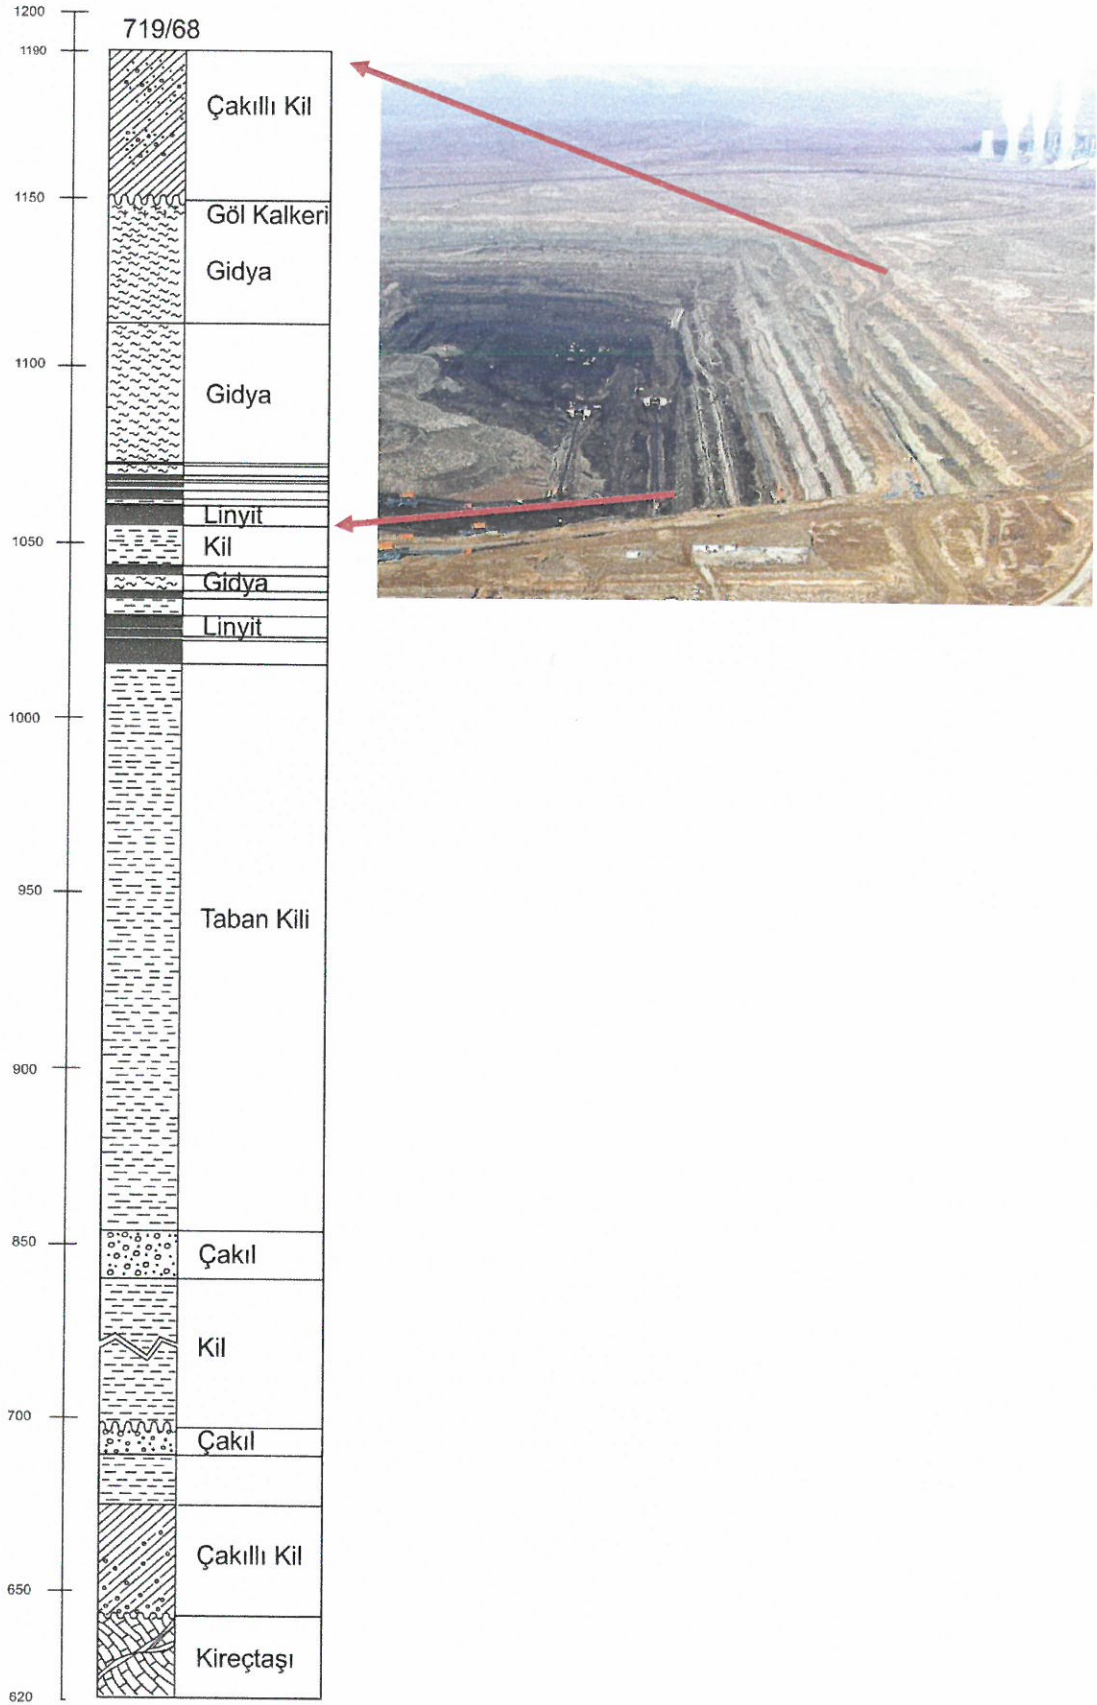 1200
719/68
1190
Çakıllı Kil
1150
Göl Kalkeri
Gidya
1100
Gidya
Linyit
1050
Kil
Gidya
Linyit
1000
950
Taban Kili
900
850
Çakıl
Kil
700
Çakıl
Çakıllı Kil
650
Kireçtaşı
620